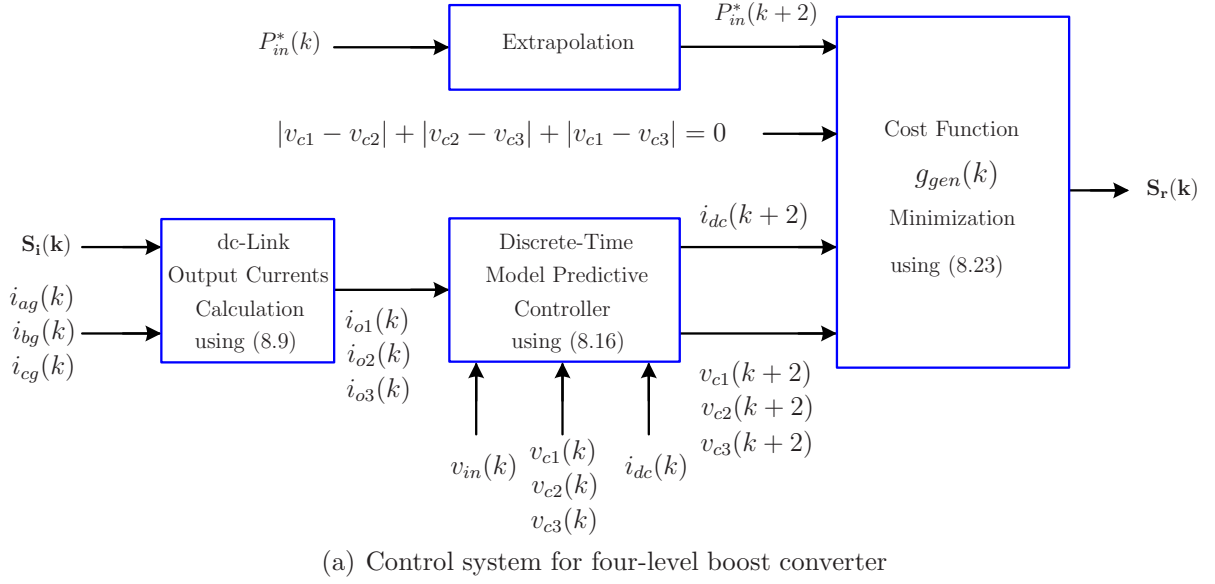 P*in(k)
Extrapolation
P*in(k+2)
|vc1 − vc2| + |vc2 − vc3| + |vc1 − vc3| = 0
Cost Function
ggen(k)
Minimization
using (8.23)
Sr(k)
Si(k)
iag(k)
ibg(k)
icg(k)
dc-Link
Output Currents
Calculation
using (8.9)
io1(k)
io2(k)
io3(k)
Discrete-Time
Model Predictive
Controller
using (8.16)
idc(k + 2)
vc1(k + 2)
vc2(k + 2)
vc3(k + 2)
vin(k)
vc1(k)
vc2(k)
vc3(k)
idc(k)
(a) Control system for four-level boost converter